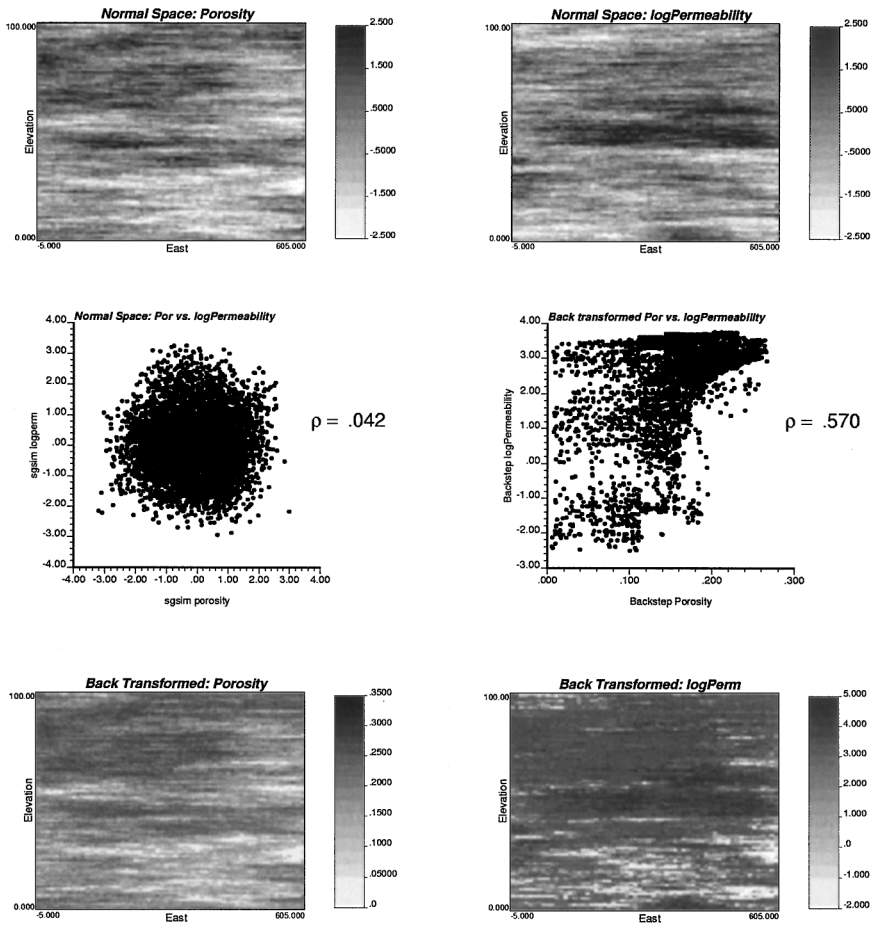 Normal Space: Porosity
100.000
Elevation
0.000
-5.000
East
605.000
2.500
1.500
.5000
-.5000
-1.500
-2.500
Normal Space: logPermeability
100.00
Elevation
0.000
-5.000
East
605.000
2.500
1.500
.5000
-.5000
-1.500
-2.500
Normal Space: Por vs. logPermeability
4.00
3.00
2.00
1.00
.00
-1.00
-2.00
-3.00
-4.00
sgsim logperm
-4.00 -3.00 -2.00 -1.00 .00 1.00 2.00 3.00 4.00
sgsim porosity
ρ = .042
Back transformed Por vs. logPermeability
4.00
3.00
2.00
1.00
.00
-1.00
-2.00
-3.00
Backstep logPermeability
.000 .100 .200 .300
Backstep Porosity
ρ = .570
Back Transformed: Porosity
100.00
Elevation
0.000
-5.000
East
605.000
.3500
.3000
.2500
.2000
.1500
.1000
.05000
.0
Back Transformed: logPerm
100.00
Elevation
0.000
-5.000
East
605.000
5.000
4.000
3.000
2.000
1.000
.0
-1.000
-2.000